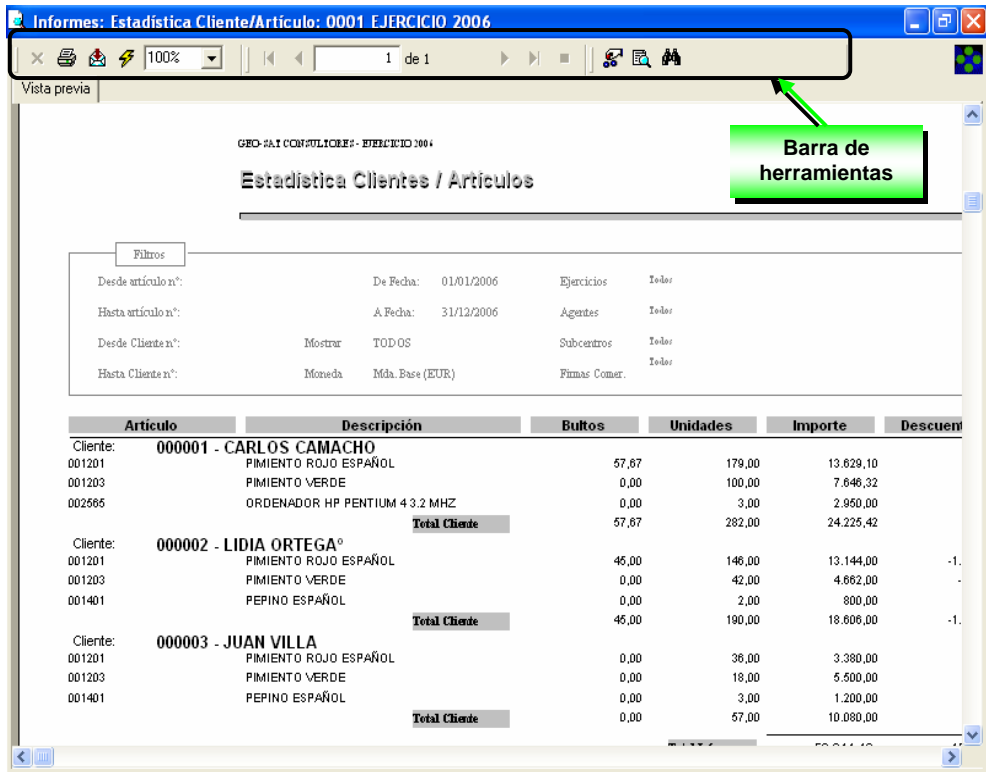 Informes: Estadística Cliente/Artículo: 0001 EJERCICIO 2006
100% 1 de 1
Vista previa
Barra de
herramientas
GEO-SAT CONSULTORES - EJERCICIO 2006
Estadística Clientes / Artículos
Filtros
Desde artículo nº: De Fecha: 01/01/2006 Ejercicios Todos
Hasta artículo nº: A Fecha: 31/12/2006 Agentes Todos
Desde Cliente nº: Mostrar TODOS Subcentros Todos
Hasta Cliente nº: Moneda Mda. Base (EUR) Firmas Comer. Todos
Artículo Descripción Bultos Unidades Importe Descuen
Cliente: 000001 - CARLOS CAMACHO
001201 PIMIENTO ROJO ESPAÑOL 57,67 179,00 13.629,10
001203 PIMIENTO VERDE 0,00 100,00 7.646,32
002565 ORDENADOR HP PENTIUM 4 3.2 MHZ 0,00 3,00 2.950,00
Total Cliente 57,67 282,00 24.225,42
Cliente: 000002 - LIDIA ORTEGAº
001201 PIMIENTO ROJO ESPAÑOL 45,00 146,00 13.144,00 -1.
001203 PIMIENTO VERDE 0,00 42,00 4.662,00 -
001401 PEPINO ESPAÑOL 0,00 2,00 800,00
Total Cliente 45,00 190,00 18.606,00 -1.
Cliente: 000003 - JUAN VILLA
001201 PIMIENTO ROJO ESPAÑOL 0,00 36,00 3.380,00
001203 PIMIENTO VERDE 0,00 18,00 5.500,00
001401 PEPINO ESPAÑOL 0,00 3,00 1.200,00
Total Cliente 0,00 57,00 10.080,00